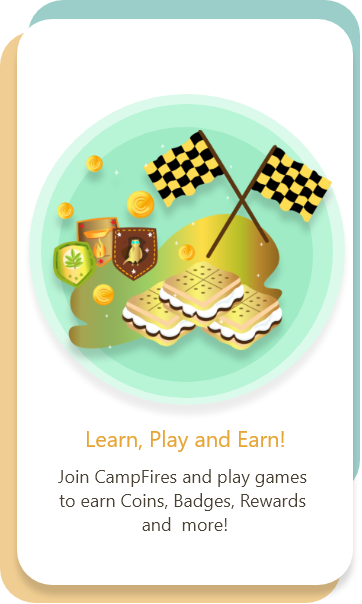 Learn, Play and Earn!
Join CampFires and play games
to earn Coins, Badges, Rewards
and  more!